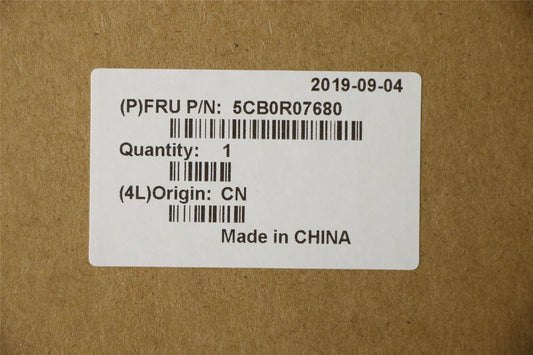 2019-09-04
(P)FRU P/N: 5CB0R07680
Quantity: 1
(4L)Origin: CN
Made in CHINA